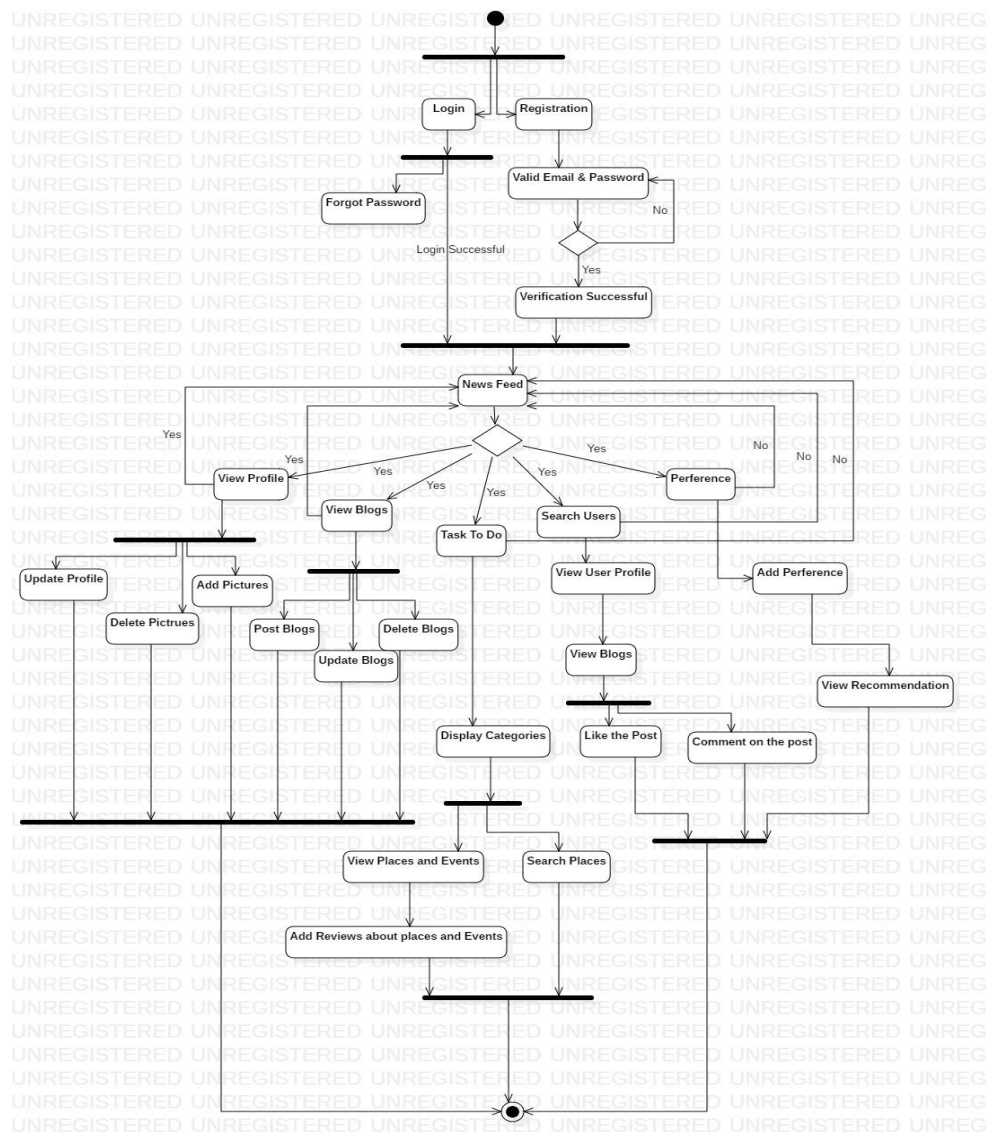 UNREGISTERED UNREGISTERED UNREGISTERED UNREGISTERED UNREGISTERED UNREG
Login
Registration
Valid Email & Password
Forgot Password
No
Login Successful
Yes
Verification Successful
News Feed
Yes
No
Yes
Yes
Yes
No
No
Yes
Yes
Yes
View Profile
Perference
View Blogs
Search Users
Task To Do
Update Profile
Add Pictures
View User Profile
Add Perference
Delete Pictrues
Post Blogs
Delete Blogs
Update Blogs
View Blogs
View Recommendation
Display Categories
Like the Post
Comment on the post
View Places and Events
Search Places
Add Reviews about places and Events